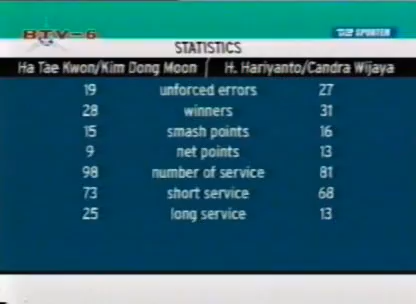 BTV-6
TV2 SPORTEN
STATISTICS
Ha Tae Kwon/Kim Dong Moon / H. Hariyanto/Candra Wijaya
19 unforced errors 27
28 winners 31
15 smash points 16
9 net points 13
98 number of service 81
73 short service 68
25 long service 13